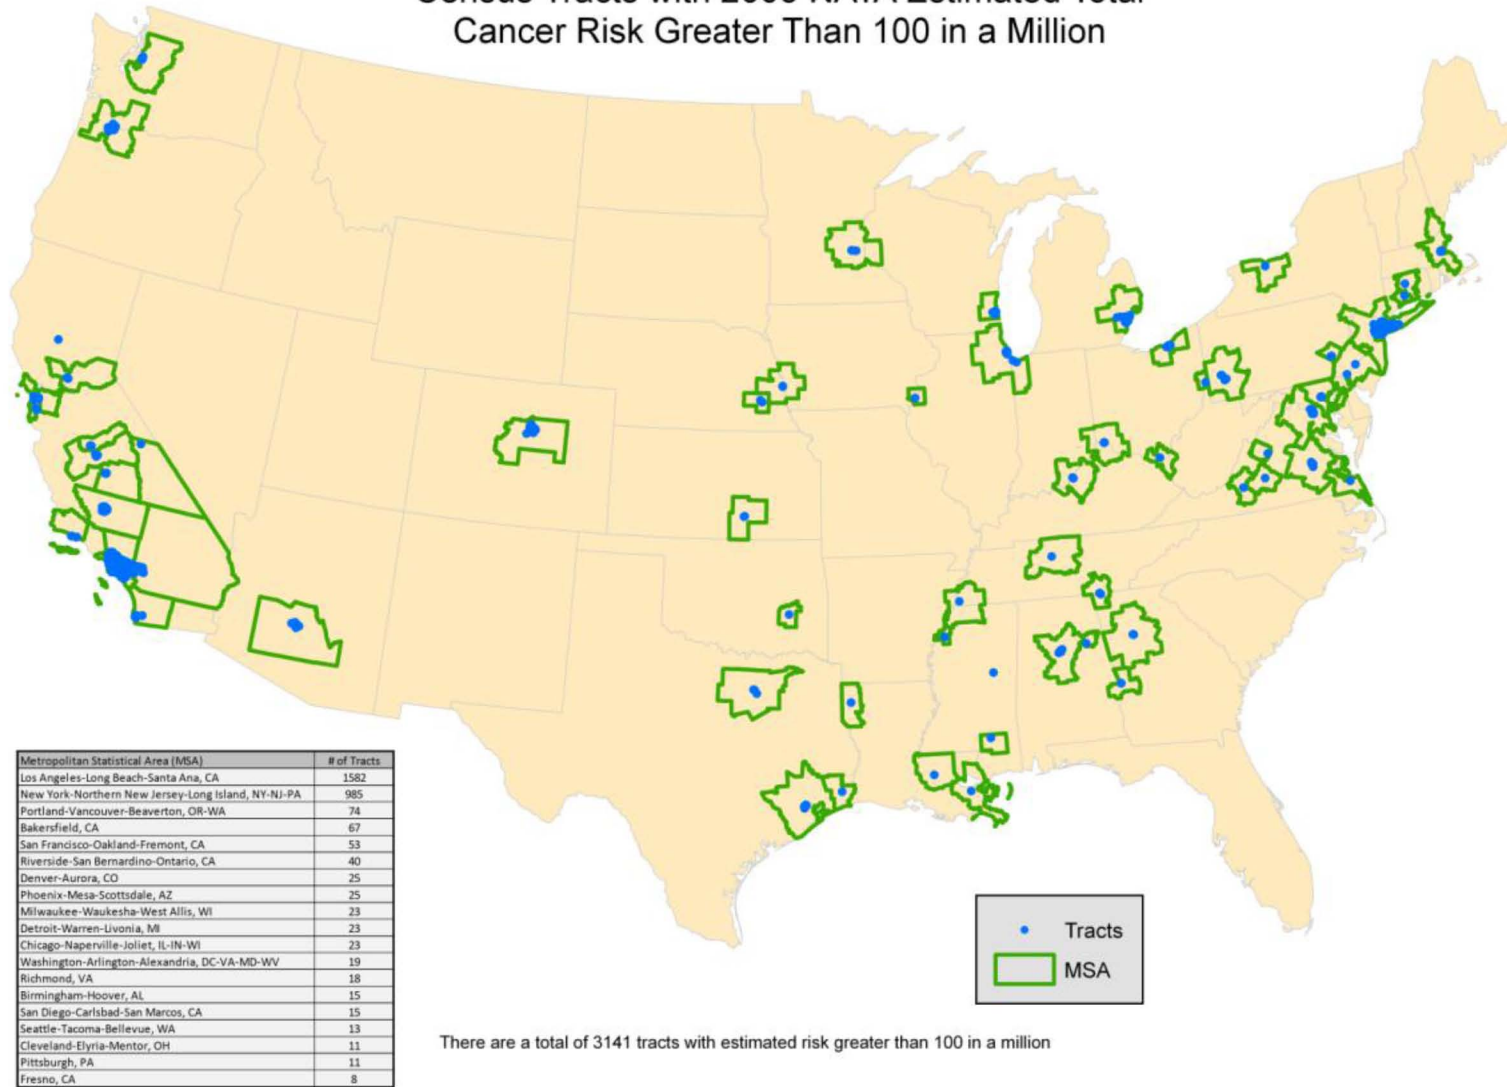 Cancer Risk Greater Than 100 in a Million
Metropolitan Statistical Area (MSA) # of Tracts
Los Angeles-Long Beach-Santa Ana, CA 1582
New York-Northern New Jersey-Long Island, NY-NJ-PA 985
Portland-Vancouver-Beaverton, OR-WA 74
Bakersfield, CA 67
San Francisco-Oakland-Fremont, CA 53
Riverside-San Bernardino-Ontario, CA 40
Denver-Aurora, CO 25
Phoenix-Mesa-Scottsdale, AZ 25
Milwaukee-Waukesha-West Allis, WI 23
Detroit-Warren-Livonia, MI 23
Chicago-Naperville-Joliet, IL-IN-WI 23
Washington-Arlington-Alexandria, DC-VA-MD-WV 19
Richmond, VA 18
Birmingham-Hoover, AL 15
San Diego-Carlsbad-San Marcos, CA 15
Seattle-Tacoma-Bellevue, WA 13
Cleveland-Elyria-Mentor, OH 11
Pittsburgh, PA 11
Fresno, CA 8
Tracts
MSA
There are a total of 3141 tracts with estimated risk greater than 100 in a million